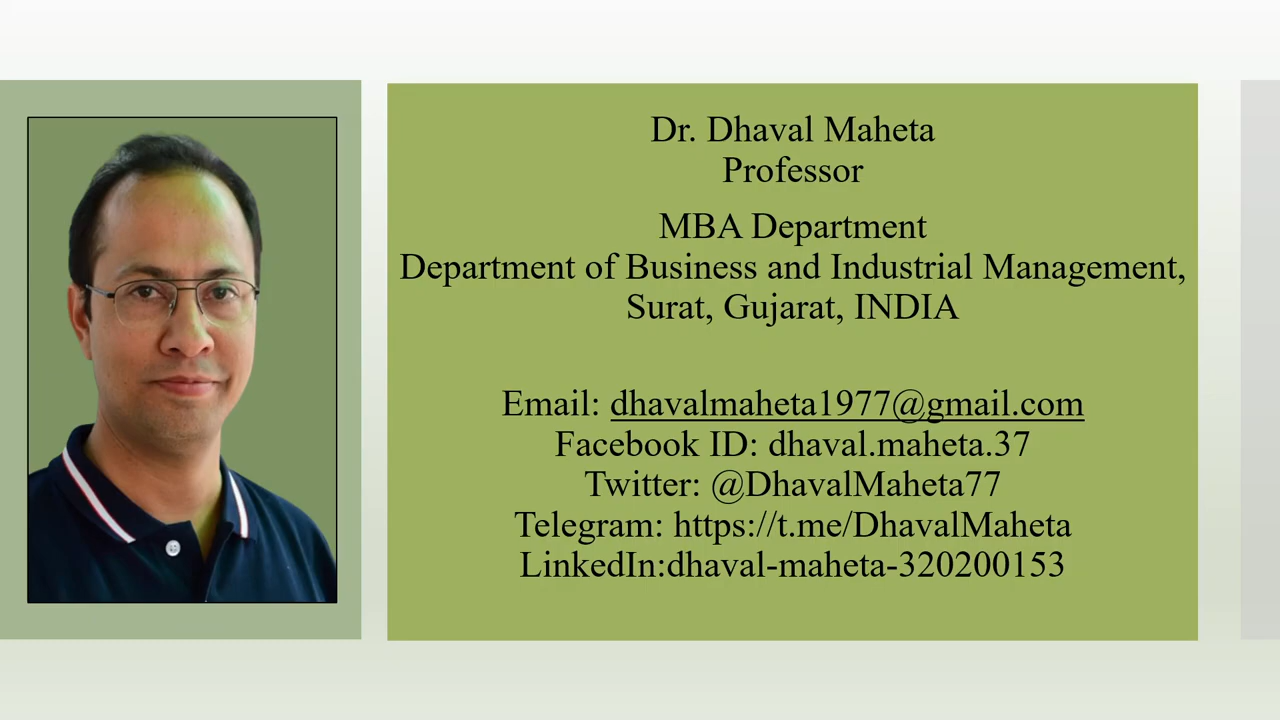 Dr. Dhaval Maheta
Professor
MBA Department
Department of Business and Industrial Management,
Surat, Gujarat, INDIA
Email: dhavalmaheta1977@gmail.com
Facebook ID: dhaval.maheta.37
Twitter: @DhavalMaheta77
Telegram: https://t.me/DhavalMaheta
LinkedIn:dhaval-maheta-320200153